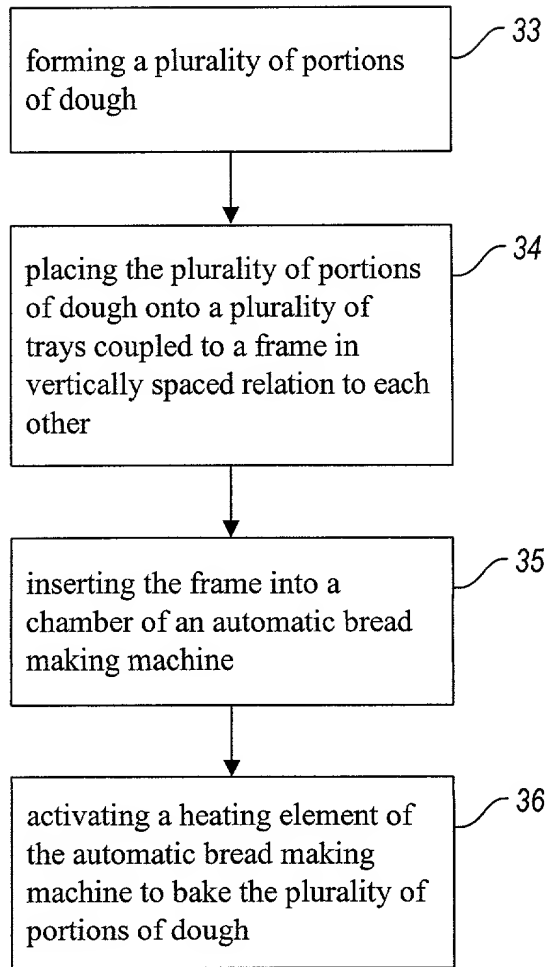 33
forming a plurality of portions
of dough
34
placing the plurality of portions
of dough onto a plurality of
trays coupled to a frame in
vertically spaced relation to each
other
35
inserting the frame into a
chamber of an automatic bread
making machine
36
activating a heating element of
the automatic bread making
machine to bake the plurality of
portions of dough